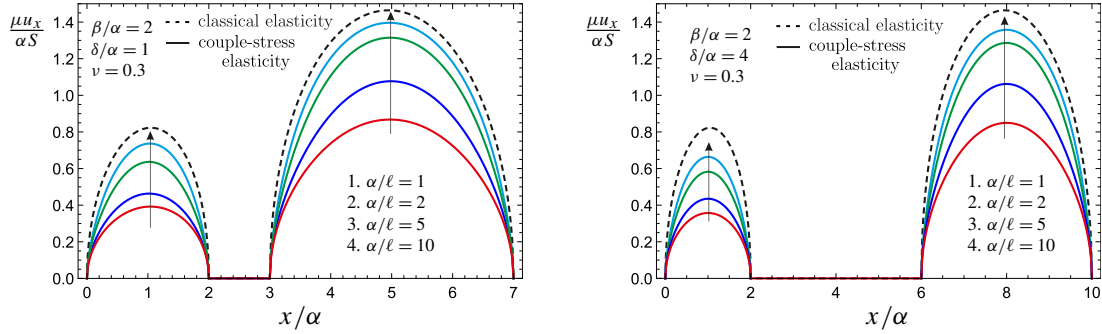 μu_x/αS
β/α = 2
δ/α = 1
ν = 0.3
classical elasticity
couple-stress
elasticity
1. α/ℓ = 1
2. α/ℓ = 2
3. α/ℓ = 5
4. α/ℓ = 10
1.4
1.2
1.0
0.8
0.6
0.4
0.2
0.0
0 1 2 3 4 5 6 7
x/α
μu_x/αS
β/α = 2
δ/α = 4
ν = 0.3
classical elasticity
couple-stress
elasticity
1. α/ℓ = 1
2. α/ℓ = 2
3. α/ℓ = 5
4. α/ℓ = 10
1.4
1.2
1.0
0.8
0.6
0.4
0.2
0.0
0 2 4 6 8 10
x/α